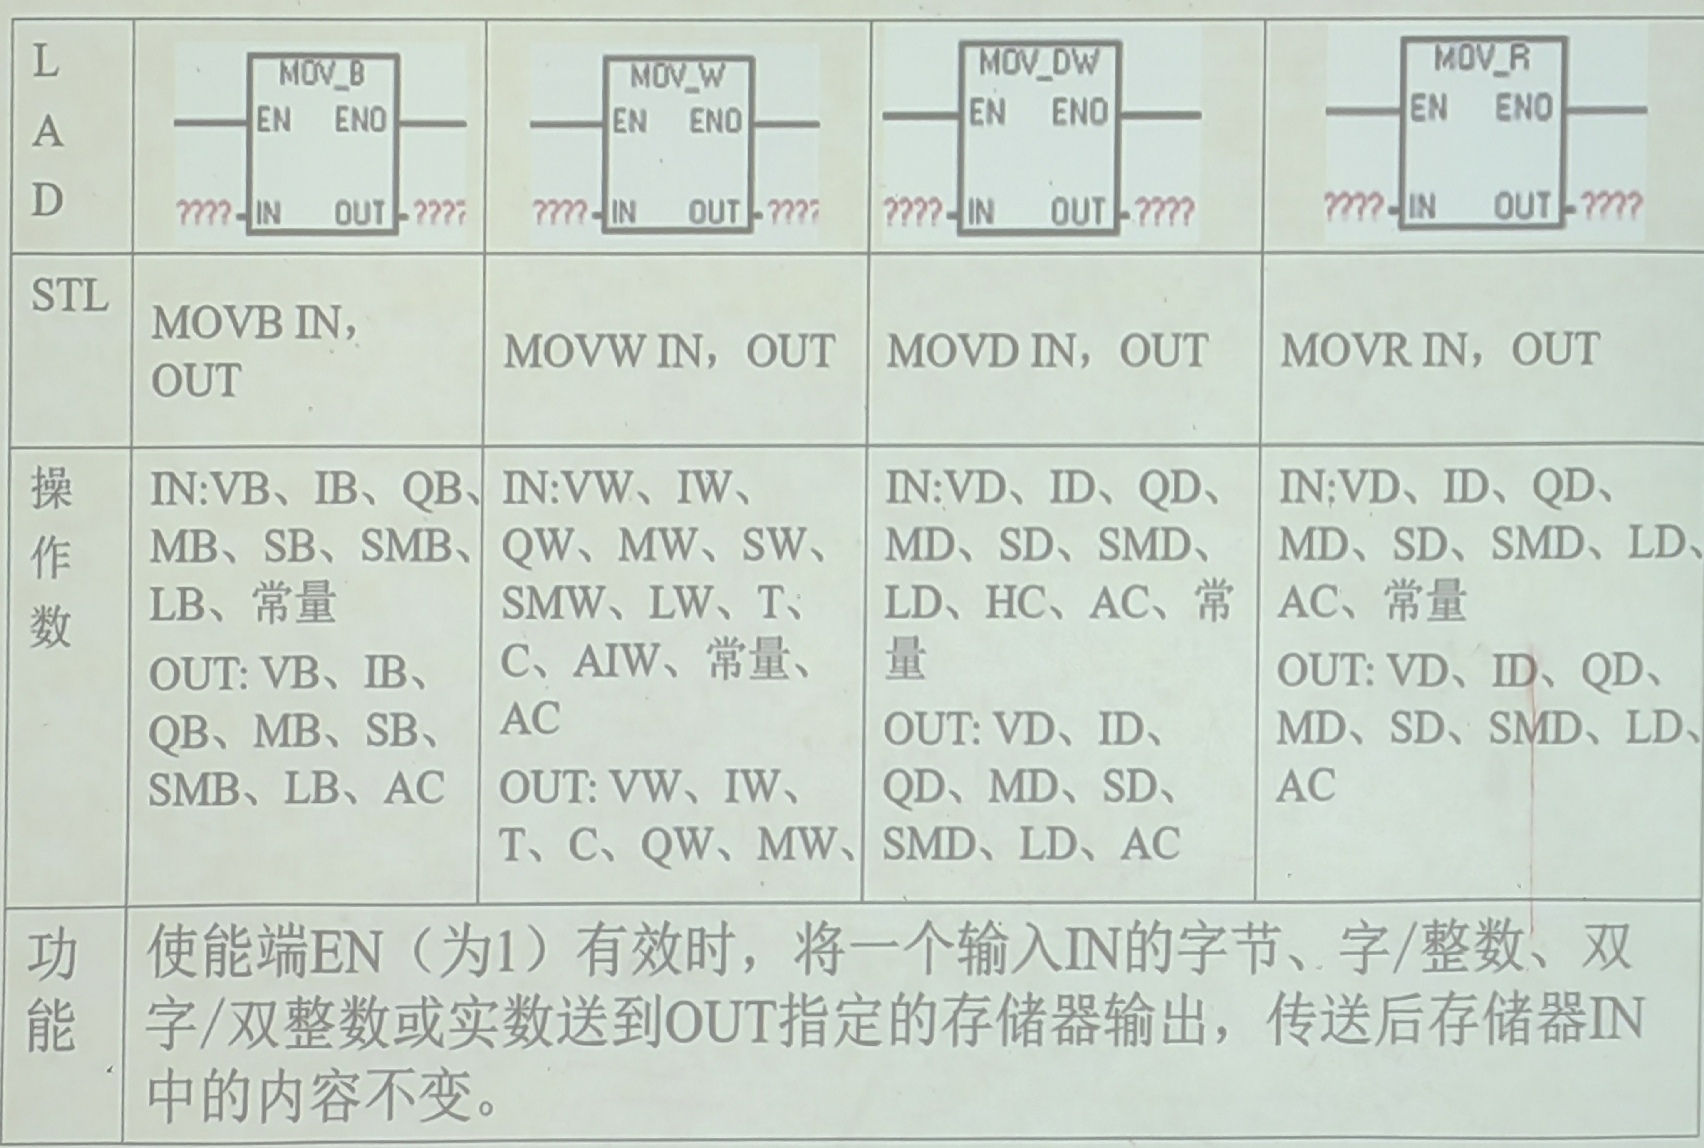 L
A
D
MOV_B
EN ENO
???? IN OUT ????
MOV_W
EN ENO
???? IN OUT ????
MOV_DW
EN ENO
???? IN OUT ????
MOV_R
EN ENO
???? IN OUT ????
STL
MOVB IN,
OUT
MOVW IN，OUT
MOVD IN，OUT
MOVR IN，OUT
操
作
数
IN:VB、IB、QB、
MB、SB、SMB、
LB、常量
OUT: VB、IB、
QB、MB、SB、
SMB、LB、AC
IN:VW、IW、
QW、MW、SW、
SMW、LW、T、
C、AIW、常量、
AC
OUT: VW、IW、
T、C、QW、MW、
IN:VD、ID、QD、
MD、SD、SMD、
LD、HC、AC、常
量
OUT: VD、ID、
QD、MD、SD、
SMD、LD、AC
IN:VD、ID、QD、
MD、SD、SMD、LD、
AC、常量
OUT: VD、ID、QD、
MD、SD、SMD、LD、
AC
功
能
使能端EN（为1）有效时，将一个输入IN的字节、字/整数、双
字/双整数或实数送到OUT指定的存储器输出，传送后存储器IN
中的内容不变。